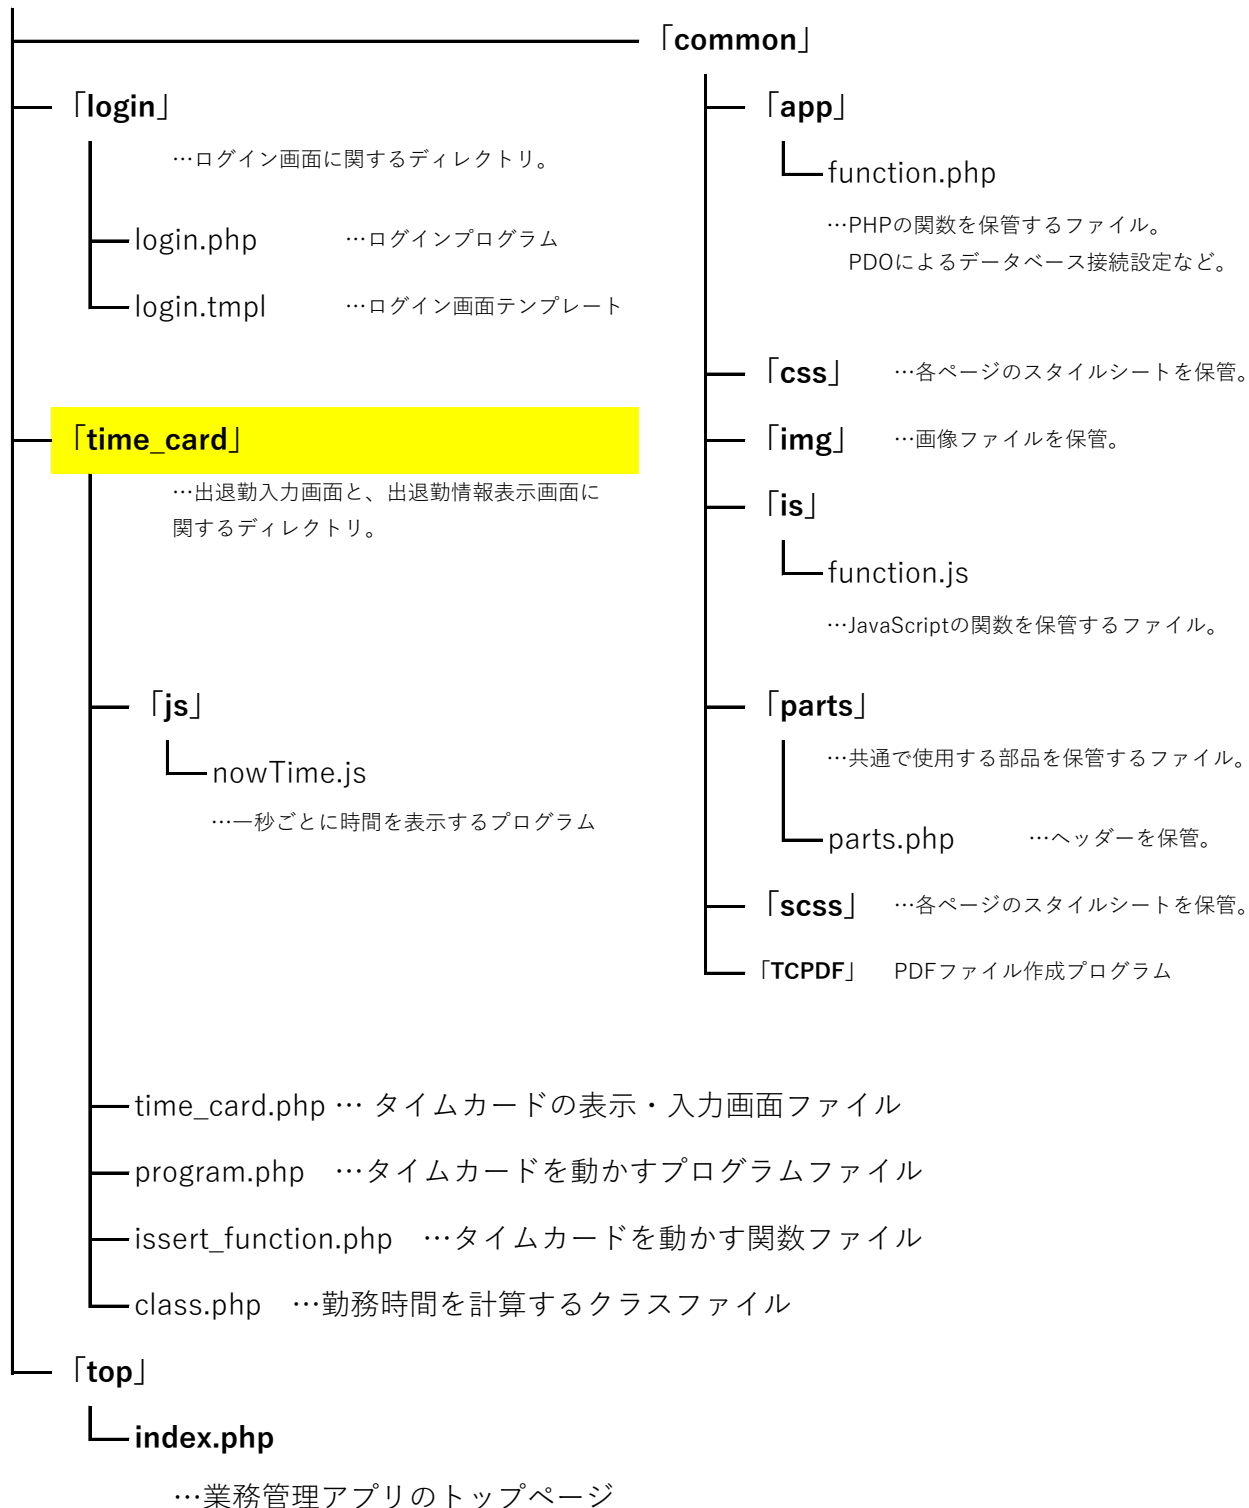 「common」
「login」
…ログイン画面に関するディレクトリ。
login.php …ログインプログラム
login.tmpl …ログイン画面テンプレート
「time_card」
…出退勤入力画面と、出退勤情報表示画面に
関するディレクトリ。
「js」
nowTime.js
…一秒ごとに時間を表示するプログラム
「app」
function.php
…PHPの関数を保管するファイル。
PDOによるデータベース接続設定など。
「css」 …各ページのスタイルシートを保管。
「img」 …画像ファイルを保管。
「is」
function.js
…JavaScriptの関数を保管するファイル。
「parts」
…共通で使用する部品を保管するファイル。
parts.php …ヘッダーを保管。
「scss」 …各ページのスタイルシートを保管。
「TCPDF」 PDFファイル作成プログラム
time_card.php … タイムカードの表示・入力画面ファイル
program.php …タイムカードを動かすプログラムファイル
issert_function.php …タイムカードを動かす関数ファイル
class.php …勤務時間を計算するクラスファイル
「top」
index.php
…業務管理アプリのトップページ